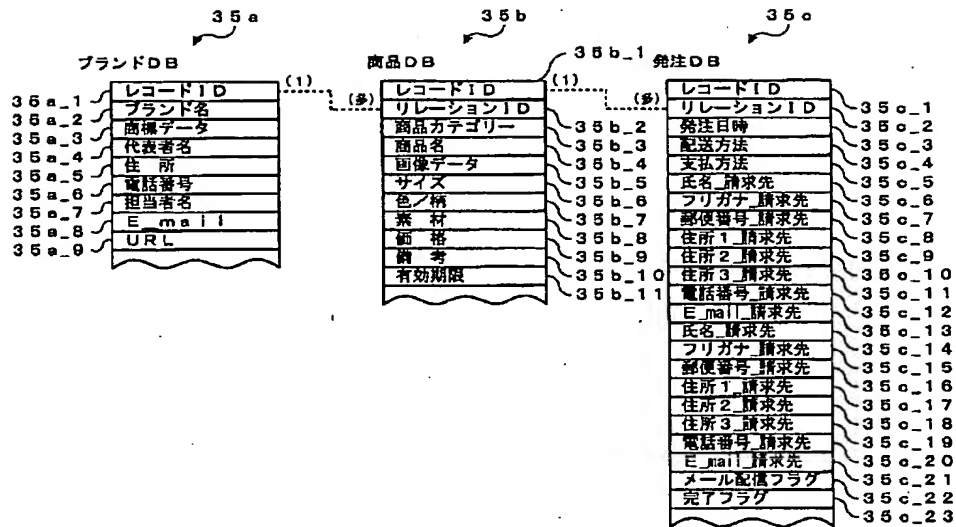 35a
35b
35c
ブランドDB
レコードID
ブランド名
商標データ
代表者名
住 所
電話番号
担当者名
E_mail
URL
35a_1
35a_2
35a_3
35a_4
35a_5
35a_6
35a_7
35a_8
35a_9
(1)
(多)
商品DB
レコードID
リレーションID
商品カテゴリー
商品名
画像データ
サイズ
色/柄
素 材
価 格
備 考
有効期限
35b_1
35b_2
35b_3
35b_4
35b_5
35b_6
35b_7
35b_8
35b_9
35b_10
35b_11
(1)
(多)
発注DB
レコードID
リレーションID
発注日時
配送方法
支払方法
氏名_請求先
フリガナ_請求先
郵便番号_請求先
住所1_請求先
住所2_請求先
住所3_請求先
電話番号_請求先
E_mail_請求先
氏名_請求先
フリガナ_請求先
郵便番号_請求先
住所1_請求先
住所2_請求先
住所3_請求先
電話番号_請求先
E_mail_請求先
メール配信フラグ
完了フラグ
35c_1
35c_2
35c_3
35c_4
35c_5
35c_6
35c_7
35c_8
35c_9
35c_10
35c_11
35c_12
35c_13
35c_14
35c_15
35c_16
35c_17
35c_18
35c_19
35c_20
35c_21
35c_22
35c_23